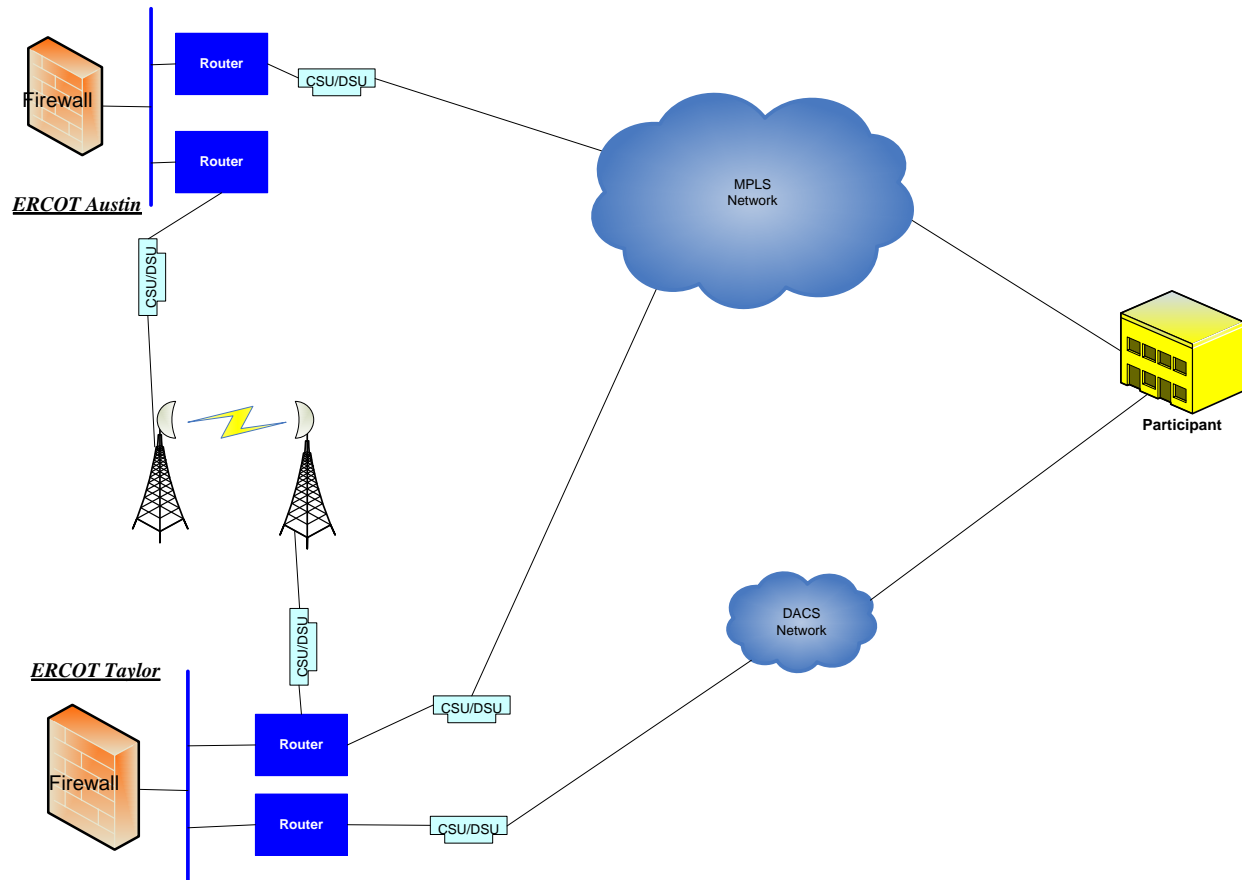 Router
CSU/DSU
Firewall
Router
ERCOT Austin
CSU/DSU
MPLS
Network
Participant
DACS
Network
CSU/DSU
ERCOT Taylor
CSU/DSU
Router
Firewall
Router
CSU/DSU